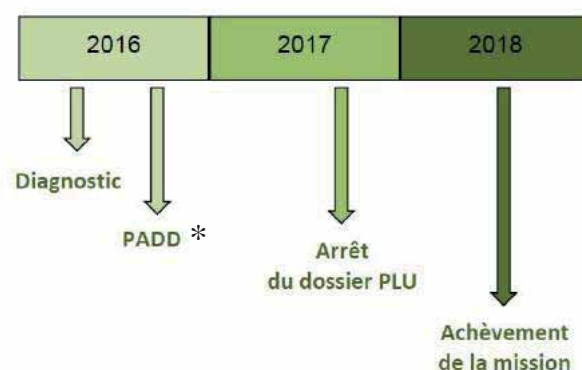 2016
2017
2018
Diagnostic
PADD *
Arrêt
du dossier PLU
Achèvement
de la mission